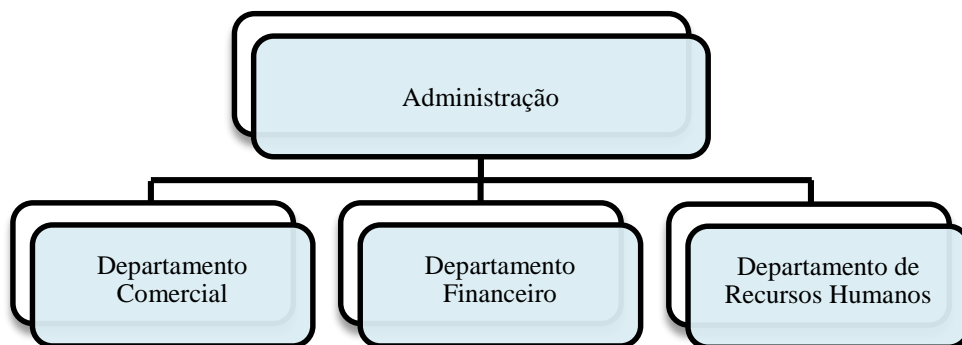 Administração
Departamento
Comercial
Departamento
Financeiro
Departamento de
Recursos Humanos